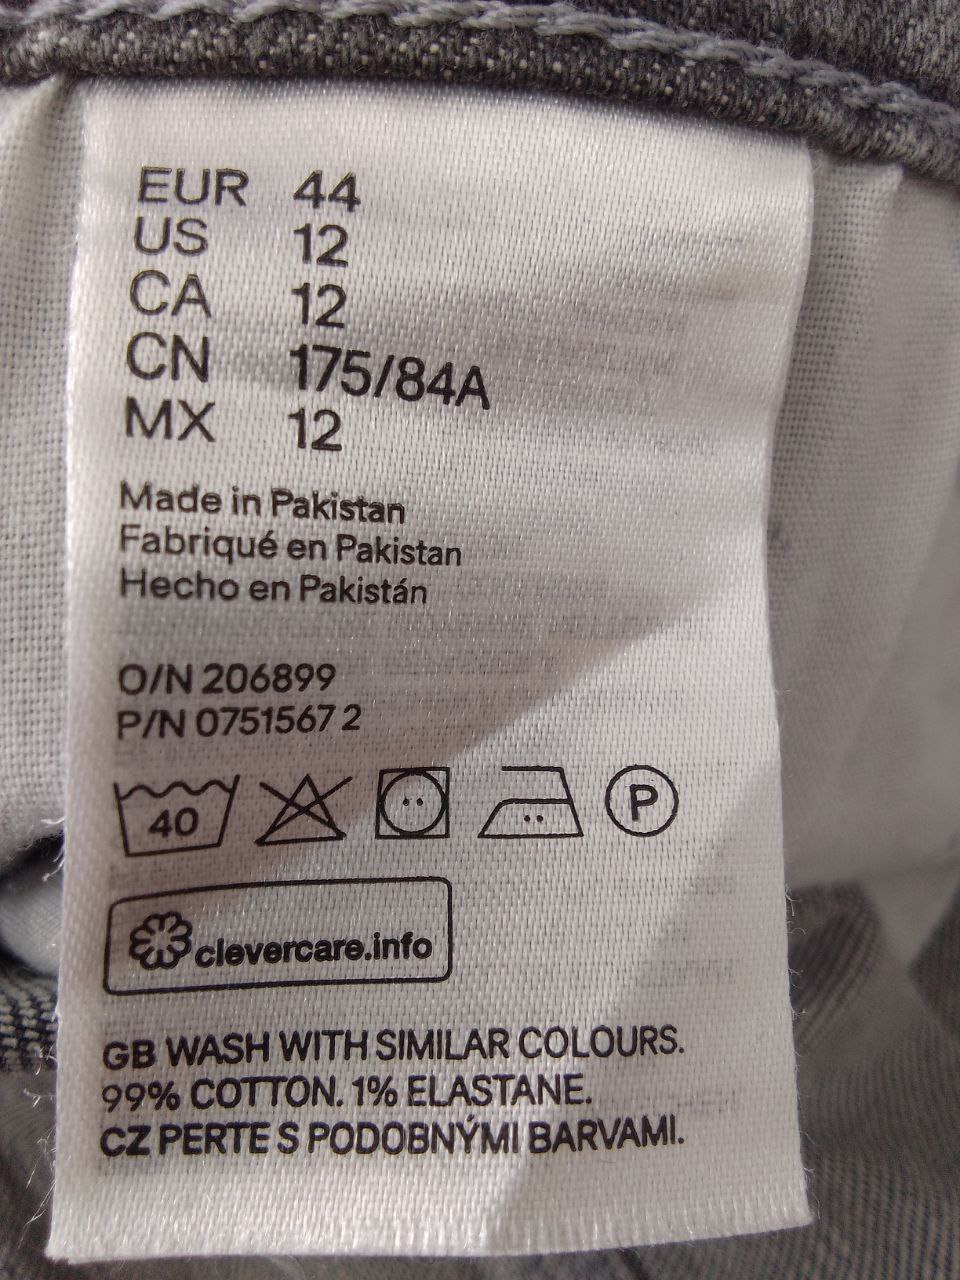 EUR 44
US 12
CA 12
CN 175/84A
MX 12
Made in Pakistan
Fabriqué en Pakistan
Hecho en Pakistán
O/N 206899
P/N 0751567 2
40
P
clevercare.info
GB WASH WITH SIMILAR COLOURS.
99% COTTON. 1% ELASTANE.
CZ PERTE S PODOBNÝMI BARVAMI.